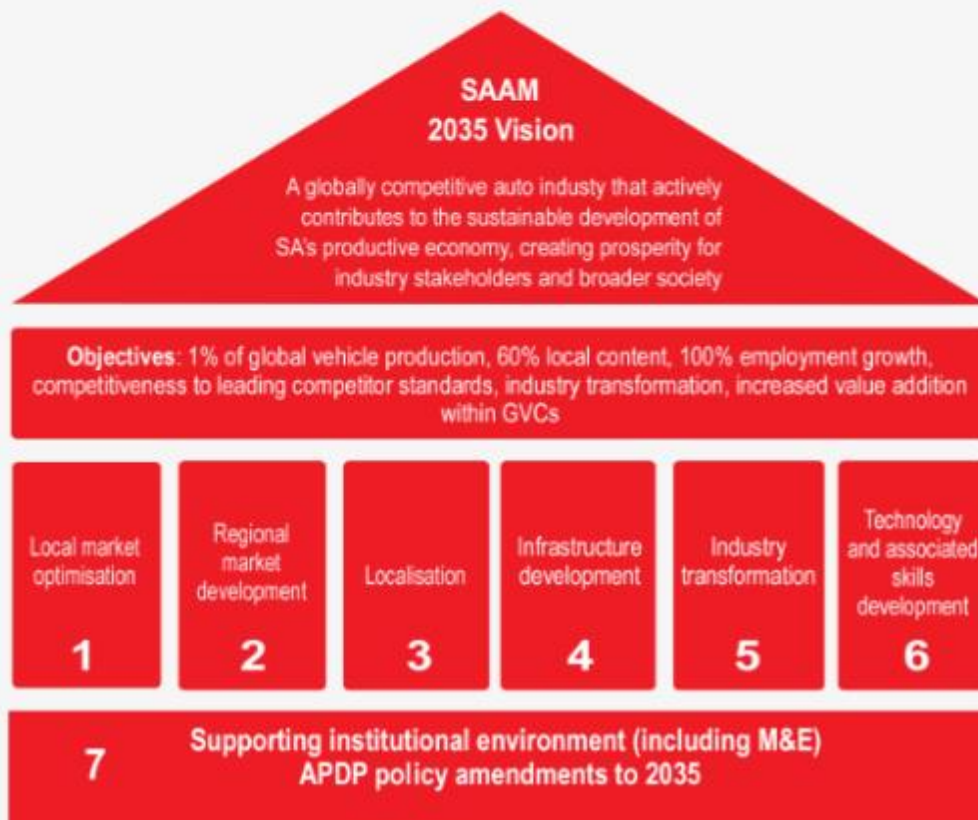 SAAM
2035 Vision
A globally competitive auto industy that actively
contributes to the sustainable development of
SA's productive economy, creating prosperity for
industry stakeholders and broader society
Objectives: 1% of global vehicle production, 60% local content, 100% employment growth,
competitiveness to leading competitor standards, industry transformation, increased value addition
within GVCs
Local market
optimisation
1
Regional
market
development
2
Localisation
3
Infrastructure
development
4
Industry
transformation
5
Technology
and associated
skills
development
6
7
Supporting institutional environment (including M&E)
APDP policy amendments to 2035